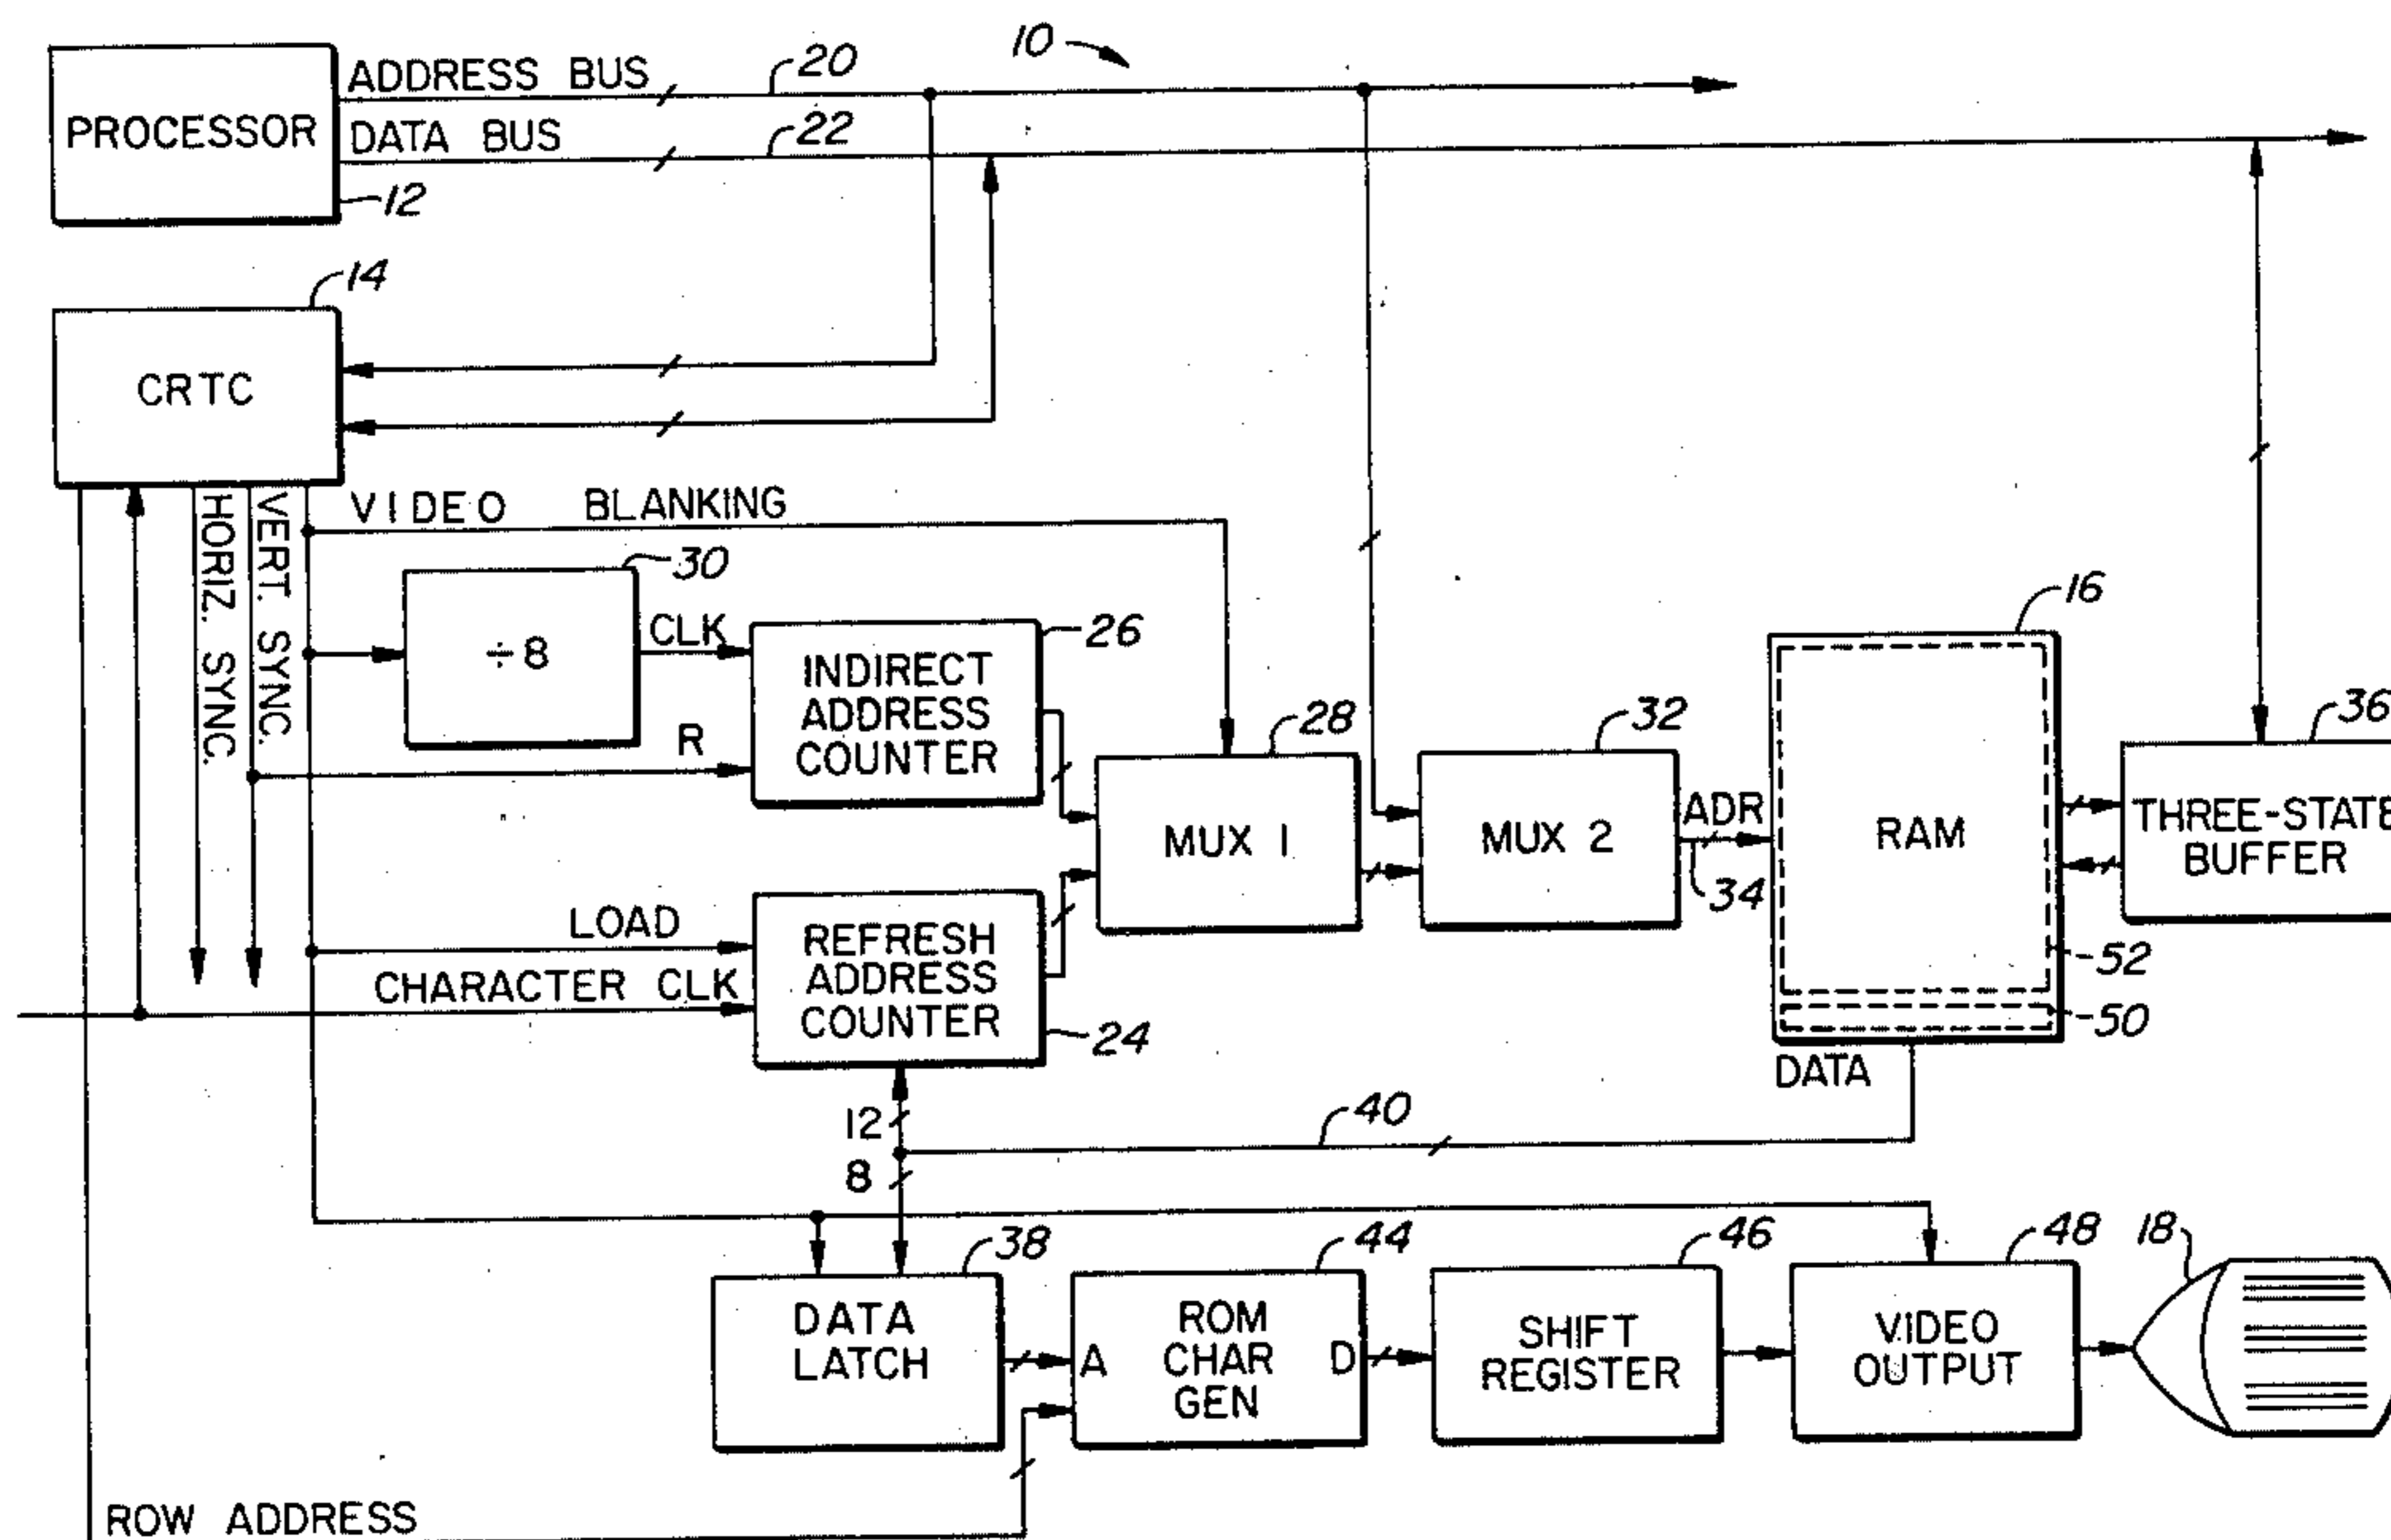 10
ADDRESS BUS
20
PROCESSOR
DATA BUS
22
12
14
CRTC
VIDEO BLANKING
HORIZ. SYNC.
VERT. SYNC.
30
÷8
CLK
26
INDIRECT
ADDRESS
COUNTER
R
28
MUX 1
32
MUX 2
ADR
34
16
RAM
52
50
DATA
36
THREE-STATE
BUFFER
LOAD
CHARACTER CLK
REFRESH
ADDRESS
COUNTER
24
12
8
40
38
DATA
LATCH
44
A
ROM
CHAR
GEN
D
46
SHIFT
REGISTER
48
VIDEO
OUTPUT
18
ROW ADDRESS